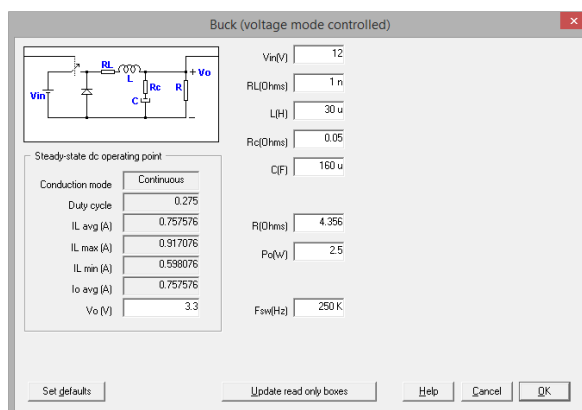 Buck (voltage mode controlled)
x
RL
L
+ Vo
Rc
R
Vin
C
Vin(V) 12
RL(Ohms) 1 n
L(H) 30 u
Rc(Ohms) 0.05
C(F) 160 u
R(Ohms) 4.356
Po(W) 2.5
Fsw(Hz) 250 K
Steady-state dc operating point
Conduction mode Continuous
Duty cycle 0.275
IL avg (A) 0.757576
IL max (A) 0.917076
IL min (A) 0.598076
Io avg (A) 0.757576
Vo (V) 3.3
Set defaults
Update read only boxes
Help
Cancel
OK